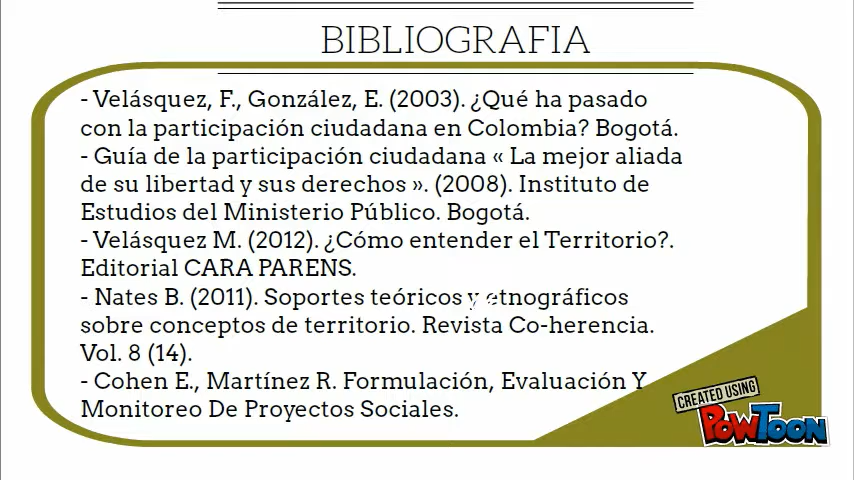 BIBLIOGRAFIA
- Velásquez, F., González, E. (2003). ¿Qué ha pasado
con la participación ciudadana en Colombia? Bogotá.
- Guía de la participación ciudadana « La mejor aliada
de su libertad y sus derechos ». (2008). Instituto de
Estudios del Ministerio Público. Bogotá.
- Velásquez M. (2012). ¿Cómo entender el Territorio?.
Editorial CARA PARENS.
- Nates B. (2011). Soportes teóricos y etnográficos
sobre conceptos de territorio. Revista Co-herencia.
Vol. 8 (14).
- Cohen E., Martínez R. Formulación, Evaluación Y
Monitoreo De Proyectos Sociales.
CREATED USING
POWTOON